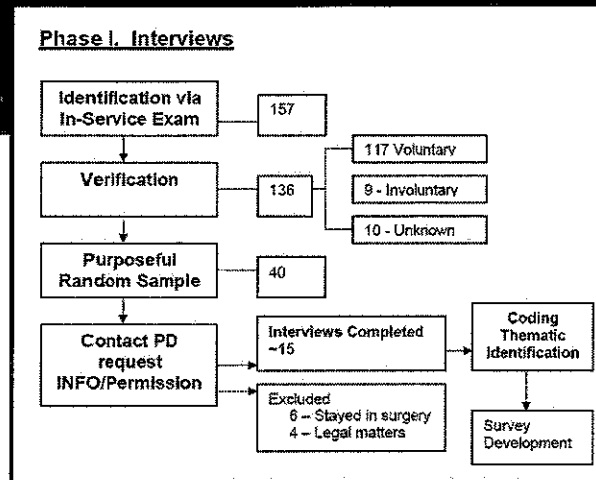 Phase I. Interviews
Identification via
In-Service Exam
157
Verification
136
117 Voluntary
9 - Involuntary
10 - Unknown
Purposeful
Random Sample
40
Contact PD
request
INFO/Permission
Interviews Completed
~15
Excluded
6 – Stayed in surgery
4 – Legal matters
Coding
Thematic
Identification
Survey
Development